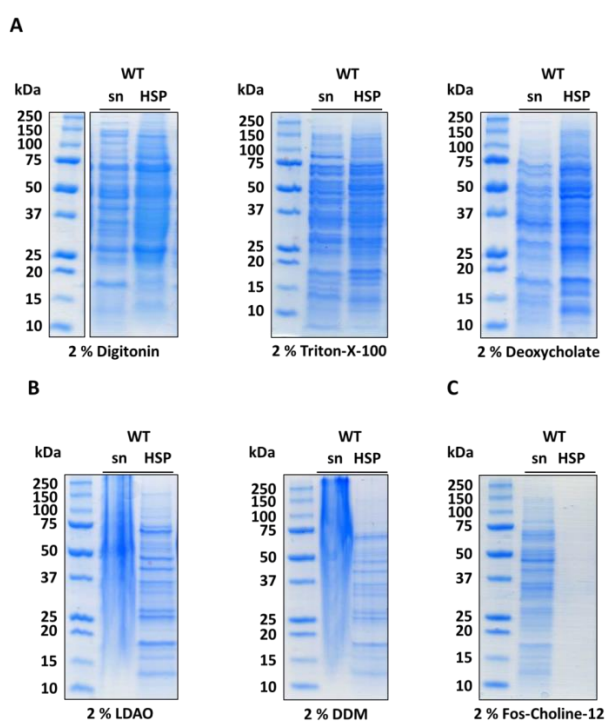 A
WT
kDa sn HSP
250
150
100
75
50
37
25
20
15
10
2 % Digitonin
WT
kDa sn HSP
250
150
100
75
50
37
25
20
15
10
2 % Triton-X-100
WT
kDa sn HSP
250
150
100
75
50
37
25
20
15
10
2 % Deoxycholate
B
WT
kDa sn HSP
250
150
100
75
50
37
25
20
15
10
2 % LDAO
WT
kDa sn HSP
250
150
100
75
50
37
25
20
15
10
2 % DDM
C
WT
kDa sn HSP
250
150
100
75
50
37
25
20
15
10
2 % Fos-Choline-12